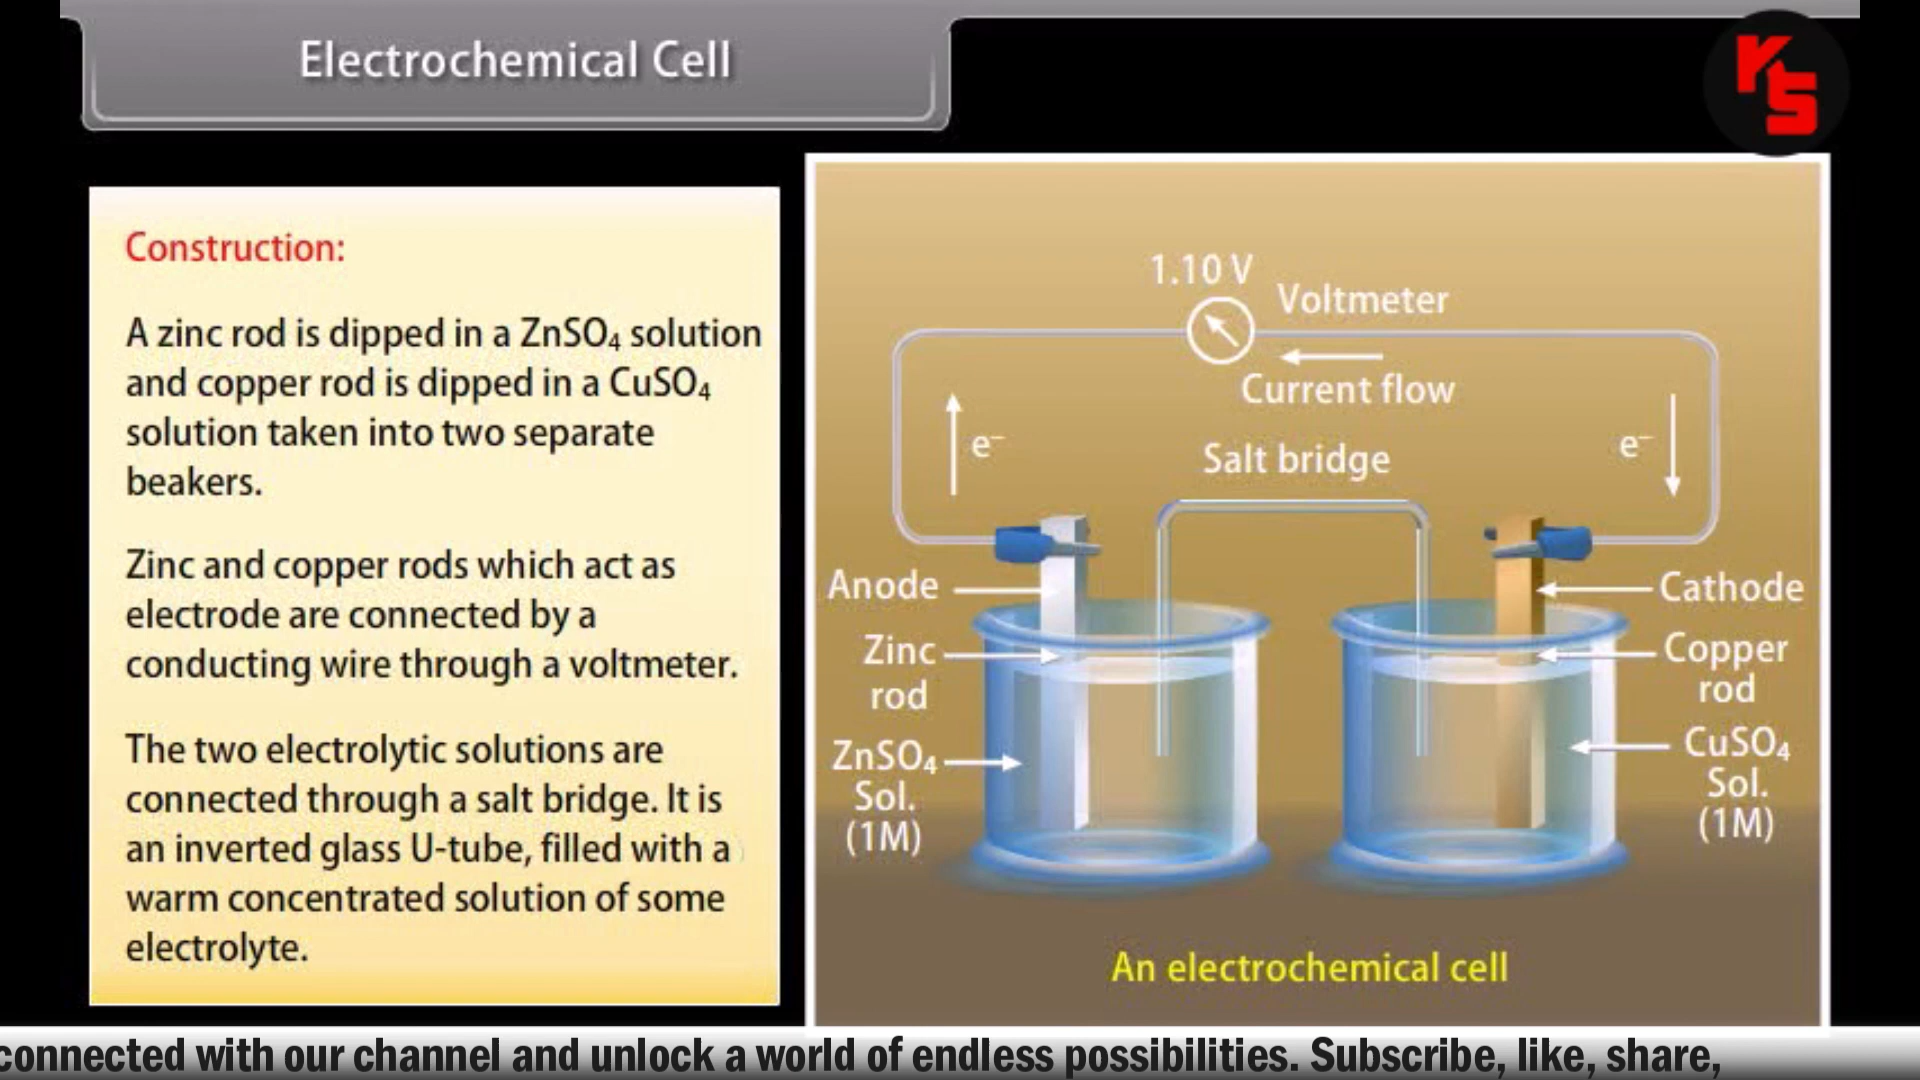 Electrochemical Cell
rs
Construction:
A zinc rod is dipped in a ZnSO₄ solution
and copper rod is dipped in a CuSO₄
solution taken into two separate
beakers.
Zinc and copper rods which act as
electrode are connected by a
conducting wire through a voltmeter.
The two electrolytic solutions are
connected through a salt bridge. It is
an inverted glass U-tube, filled with a
warm concentrated solution of some
electrolyte.
1.10 V
Voltmeter
Current flow
e⁻
e⁻
Salt bridge
Anode
Cathode
Zinc
rod
Copper
rod
ZnSO₄
Sol.
(1M)
CuSO₄
Sol.
(1M)
An electrochemical cell
connected with our channel and unlock a world of endless possibilities. Subscribe, like, share,